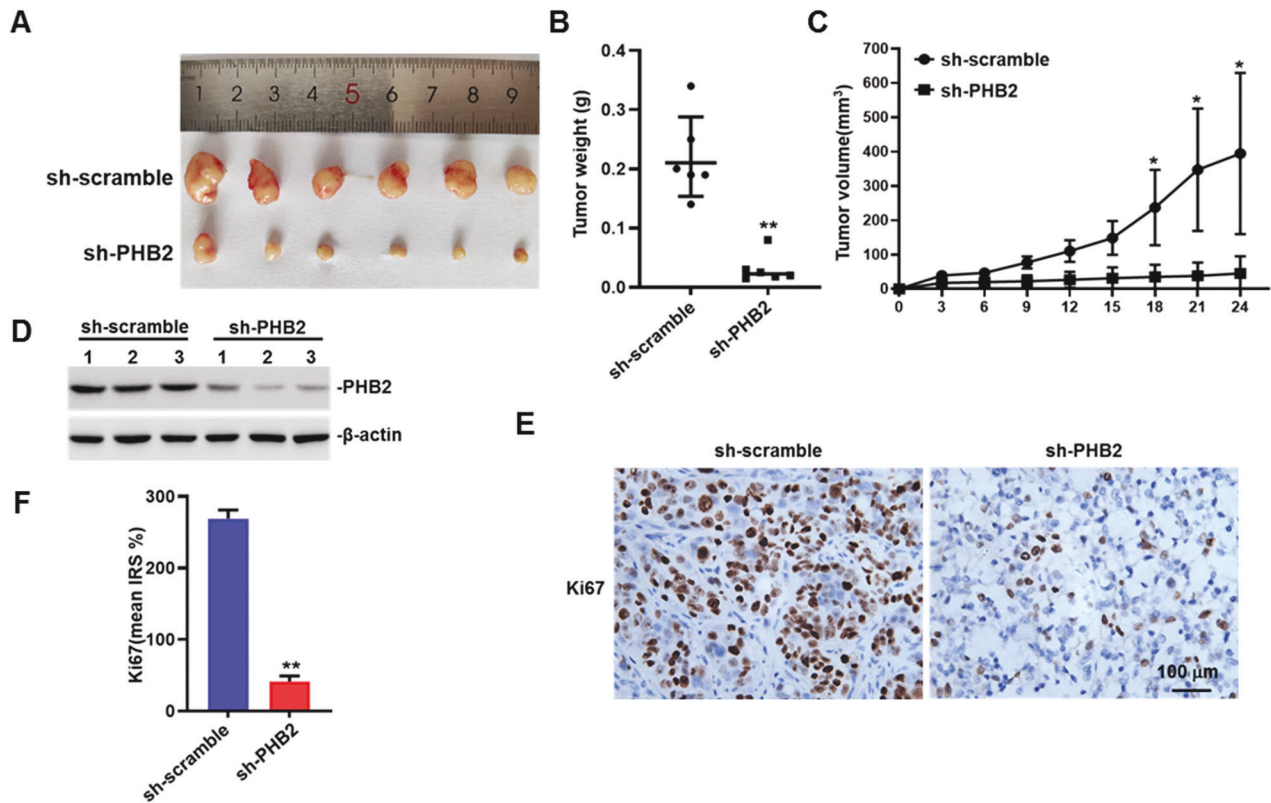 A
1 2 3 4 5 6 7 8 9
sh-scramble
sh-PHB2
B
Tumor weight (g)
0.4
0.3
0.2
0.1
0.0
**
sh-scramble
sh-PHB2
C
Tumor volume(mm³)
700
600
500
400
300
200
100
0
sh-scramble
sh-PHB2
* * *
0 3 6 9 12 15 18 21 24
D
sh-scramble sh-PHB2
1 2 3 1 2 3
-PHB2
-β-actin
E
sh-scramble sh-PHB2
Ki67
100 μm
F
Ki67(mean IRS %)
300
200
100
0
**
sh-scramble
sh-PHB2